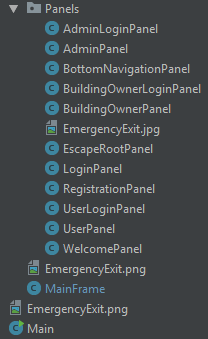 Panels
AdminLoginPanel
AdminPanel
BottomNavigationPanel
BuildingOwnerLoginPanel
BuildingOwnerPanel
EmergencyExit.jpg
EscapeRootPanel
LoginPanel
RegistrationPanel
UserLoginPanel
UserPanel
WelcomePanel
EmergencyExit.png
MainFrame
EmergencyExit.png
Main